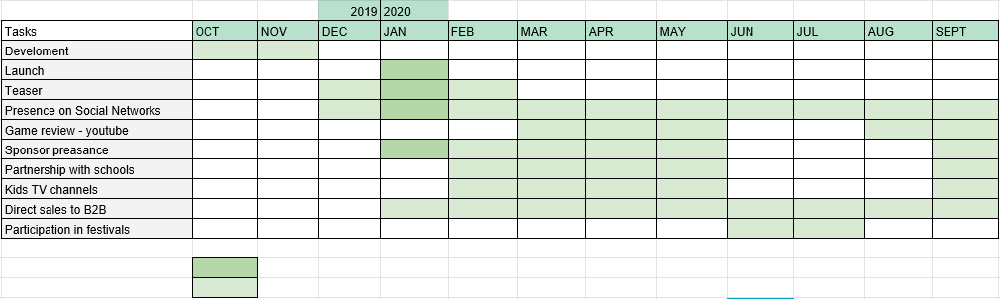 2019 2020
Tasks OCT NOV DEC JAN FEB MAR APR MAY JUN JUL AUG SEPT
Develoment
Launch
Teaser
Presence on Social Networks
Game review - youtube
Sponsor preasance
Partnership with schools
Kids TV channels
Direct sales to B2B
Participation in festivals